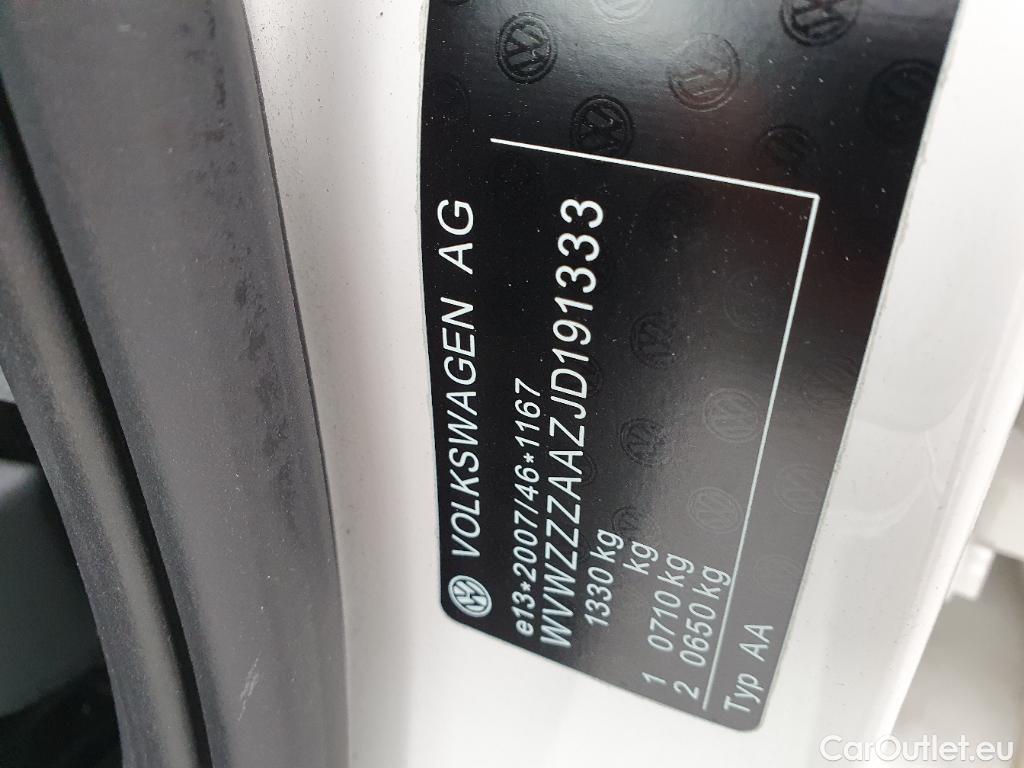 VOLKSWAGEN AG
e13*2007/46*1167
WVWZZZAAZJD191333
1330 kg
kg
1 0710 kg
2 0650 kg
Typ AA
CarOutlet.eu